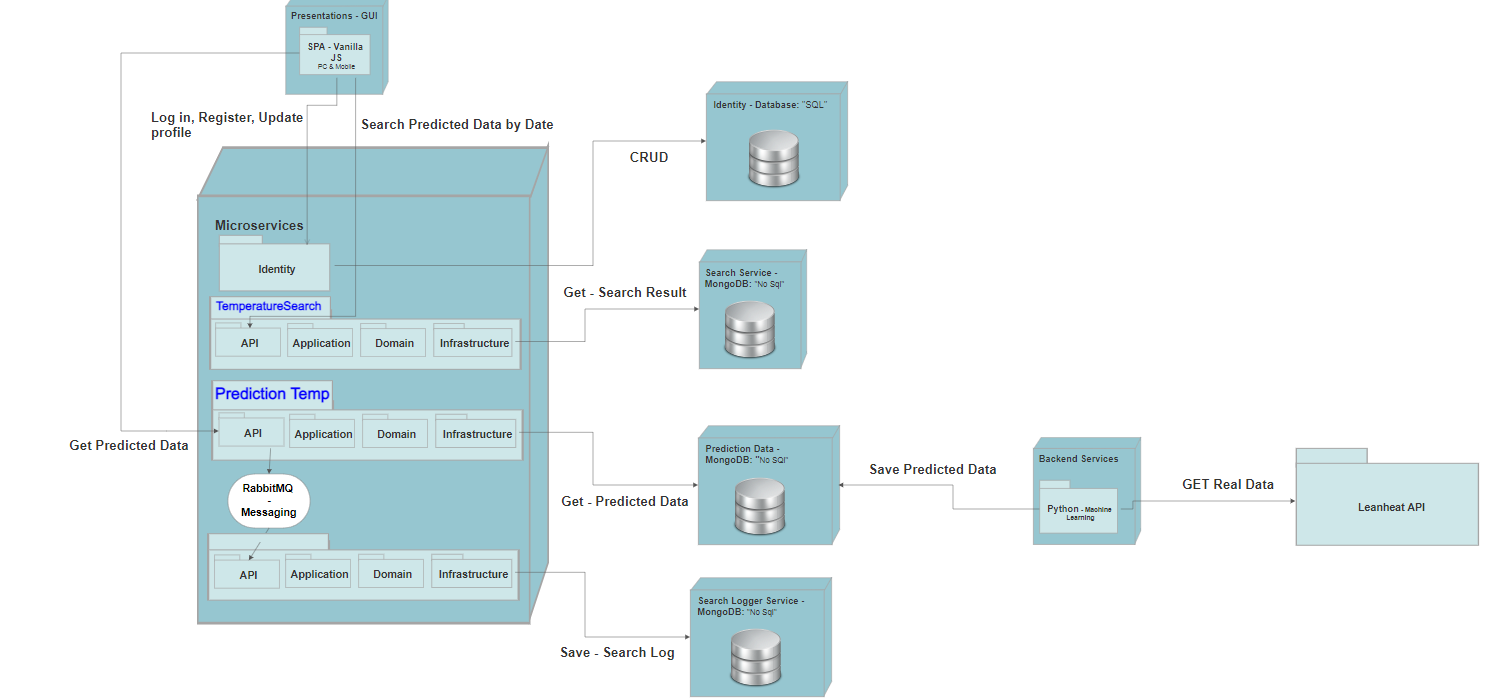 Presentations - GUI
SPA - Vanilla
JS
PC & Mobile
Log in, Register, Update
profile
Search Predicted Data by Date
Identity - Database: "SQL"
CRUD
Microservices
Identity
TemperatureSearch
API
Application
Domain
Infrastructure
Get - Search Result
Search Service -
MongoDB: "No Sql"
Prediction Temp
API
Application
Domain
Infrastructure
Get Predicted Data
RabbitMQ
-
Messaging
Get - Predicted Data
Prediction Data -
MongoDB: "No SQl"
Save Predicted Data
Backend Services
Python - Machine
Learning
GET Real Data
Leanheat API
API
Application
Domain
Infrastructure
Save - Search Log
Search Logger Service -
MongoDB: "No Sql"